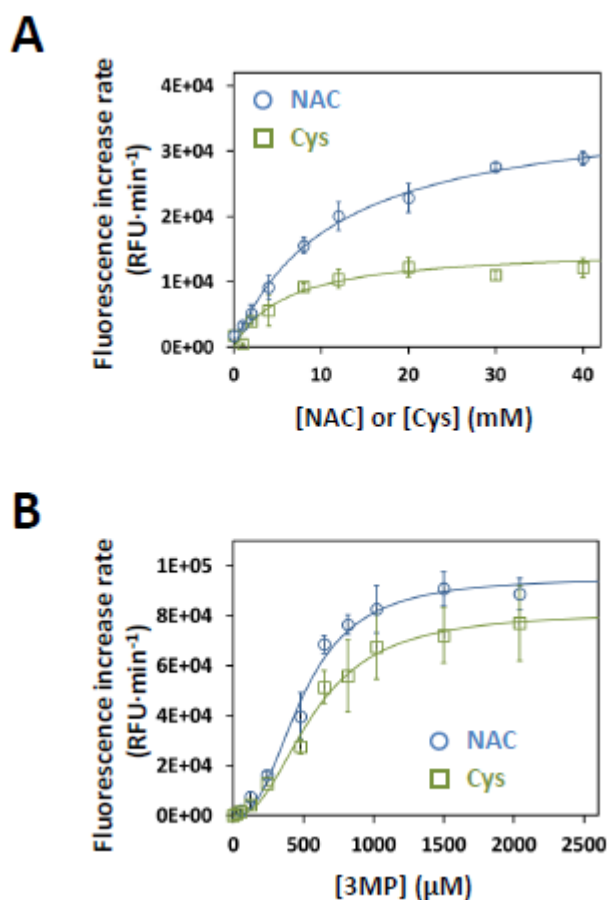 A
Fluorescence increase rate
(RFU·min⁻¹)
4E+04
3E+04
2E+04
1E+04
0E+00
NAC
Cys
0 10 20 30 40
[NAC] or [Cys] (mM)
B
Fluorescence increase rate
(RFU·min⁻¹)
1E+05
8E+04
6E+04
4E+04
2E+04
0E+00
NAC
Cys
0 500 1000 1500 2000 2500
[3MP] (µM)